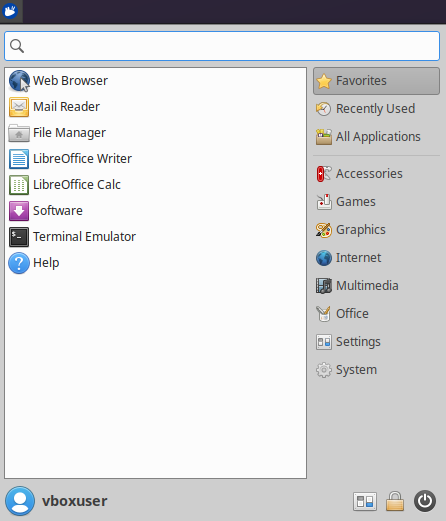 Web Browser
Mail Reader
File Manager
LibreOffice Writer
LibreOffice Calc
Software
Terminal Emulator
Help
Favorites
Recently Used
All Applications
Accessories
Games
Graphics
Internet
Multimedia
Office
Settings
System
vboxuser